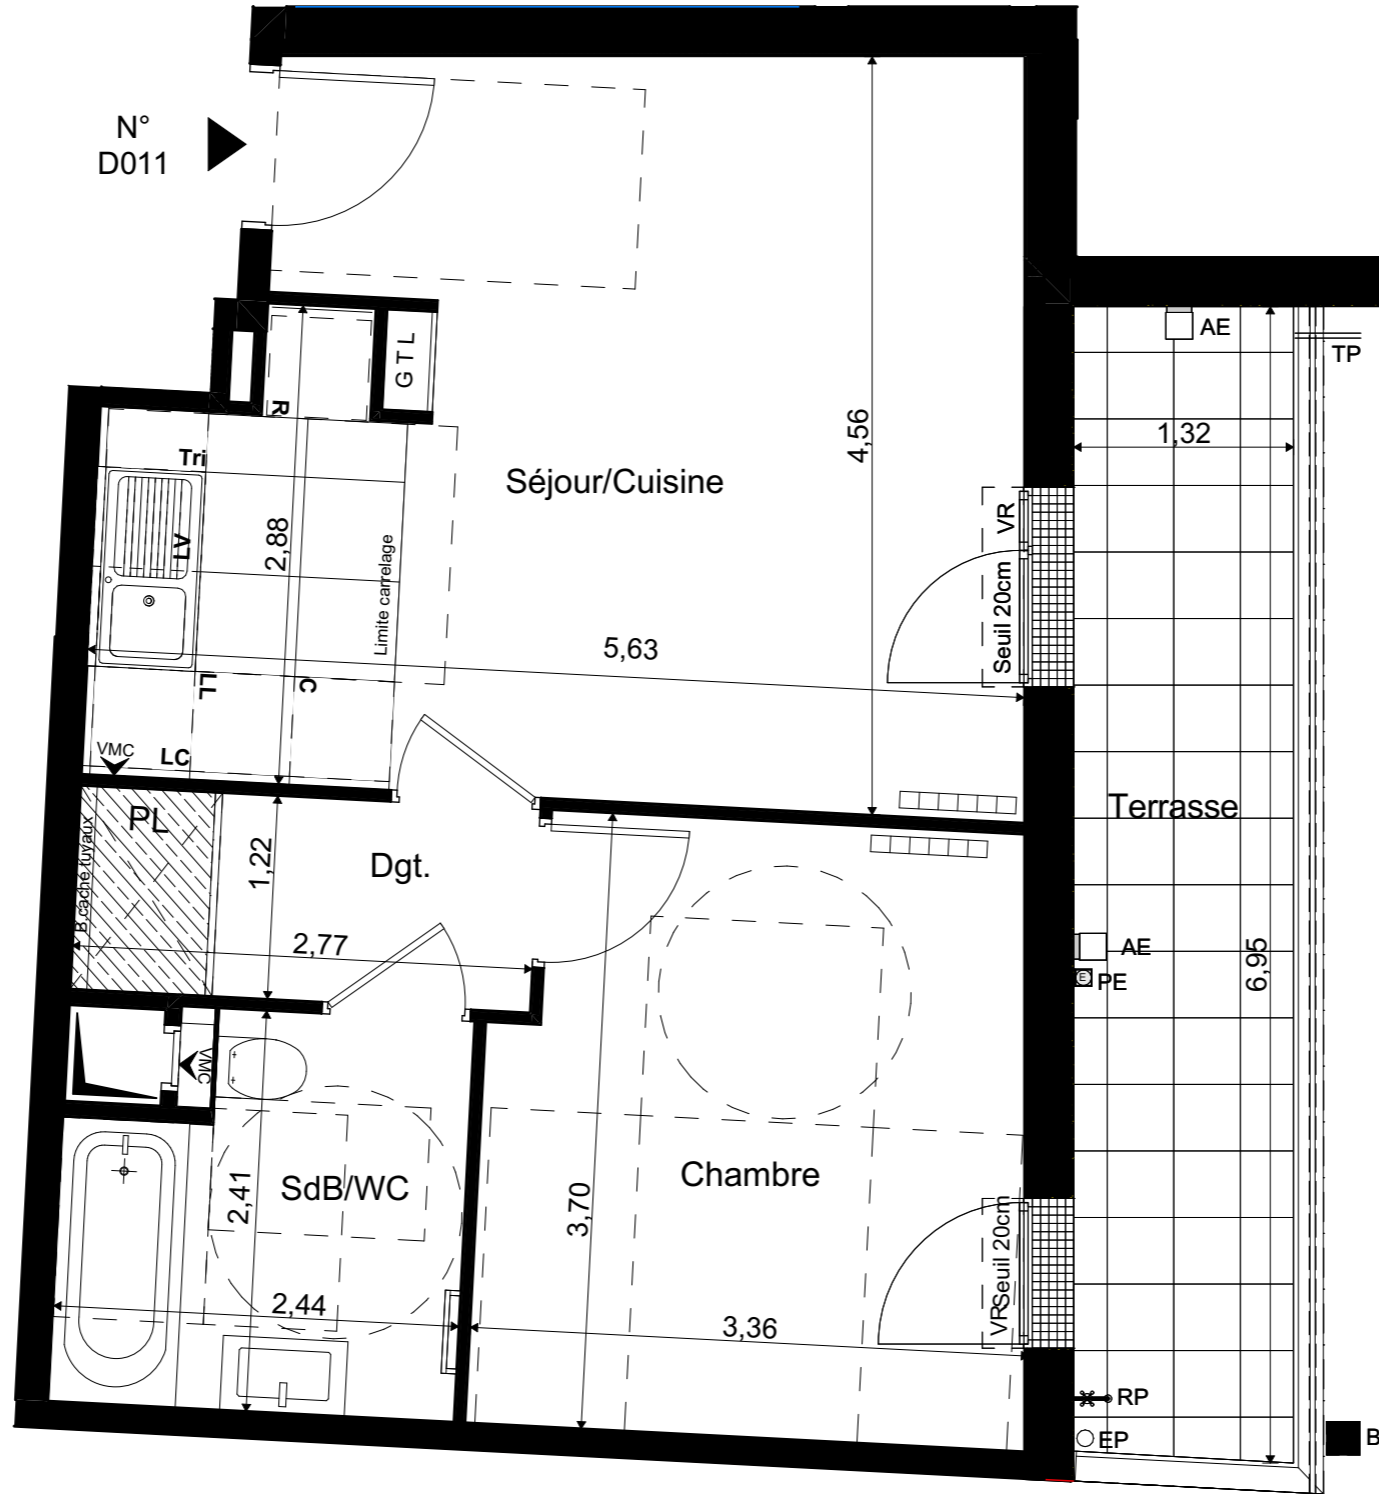 N°
D011
AE
TP
G T L
R
1,32
4,56
Tri
Séjour/Cuisine
VR
LV
2,88
Limite carrelage
Seuil 20cm
5,63
LL
C
VMC
LC
PL
Terrasse
B.cache tuyaux
1,22
Dgt.
2,77
AE
PE
E
6,95
VMC
SdB/WC
2,41
Chambre
3,70
Seuil 20cm
VR
2,44
3,36
RP
EP
B